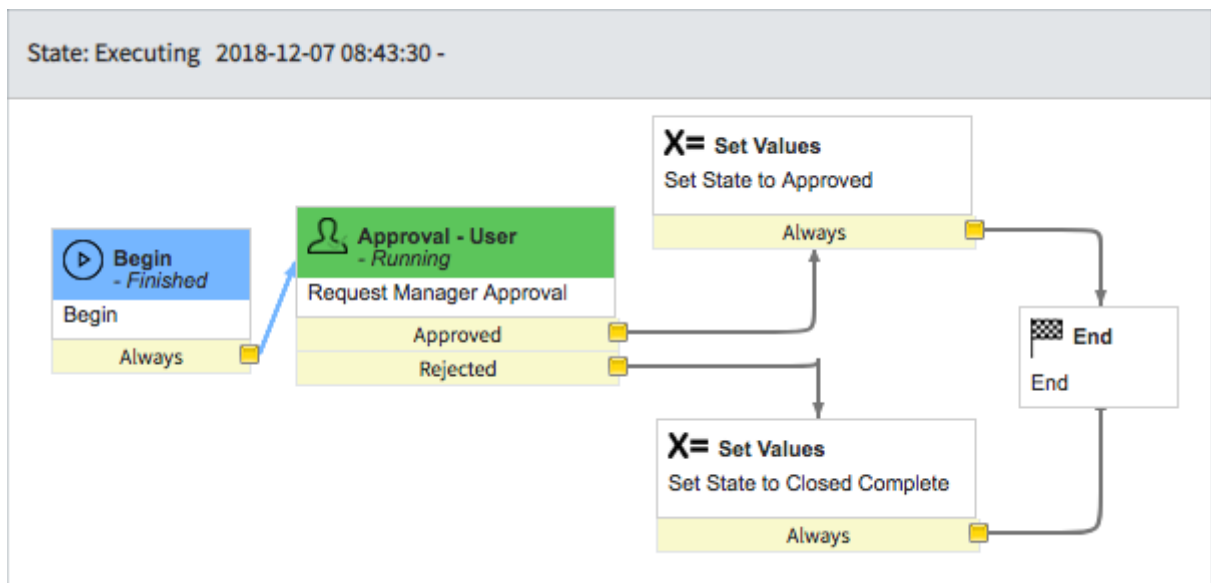 State: Executing 2018-12-07 08:43:30 -
Begin
- Finished
Begin
Always
Approval - User
- Running
Request Manager Approval
Approved
Rejected
X= Set Values
Set State to Approved
Always
X= Set Values
Set State to Closed Complete
Always
End
End